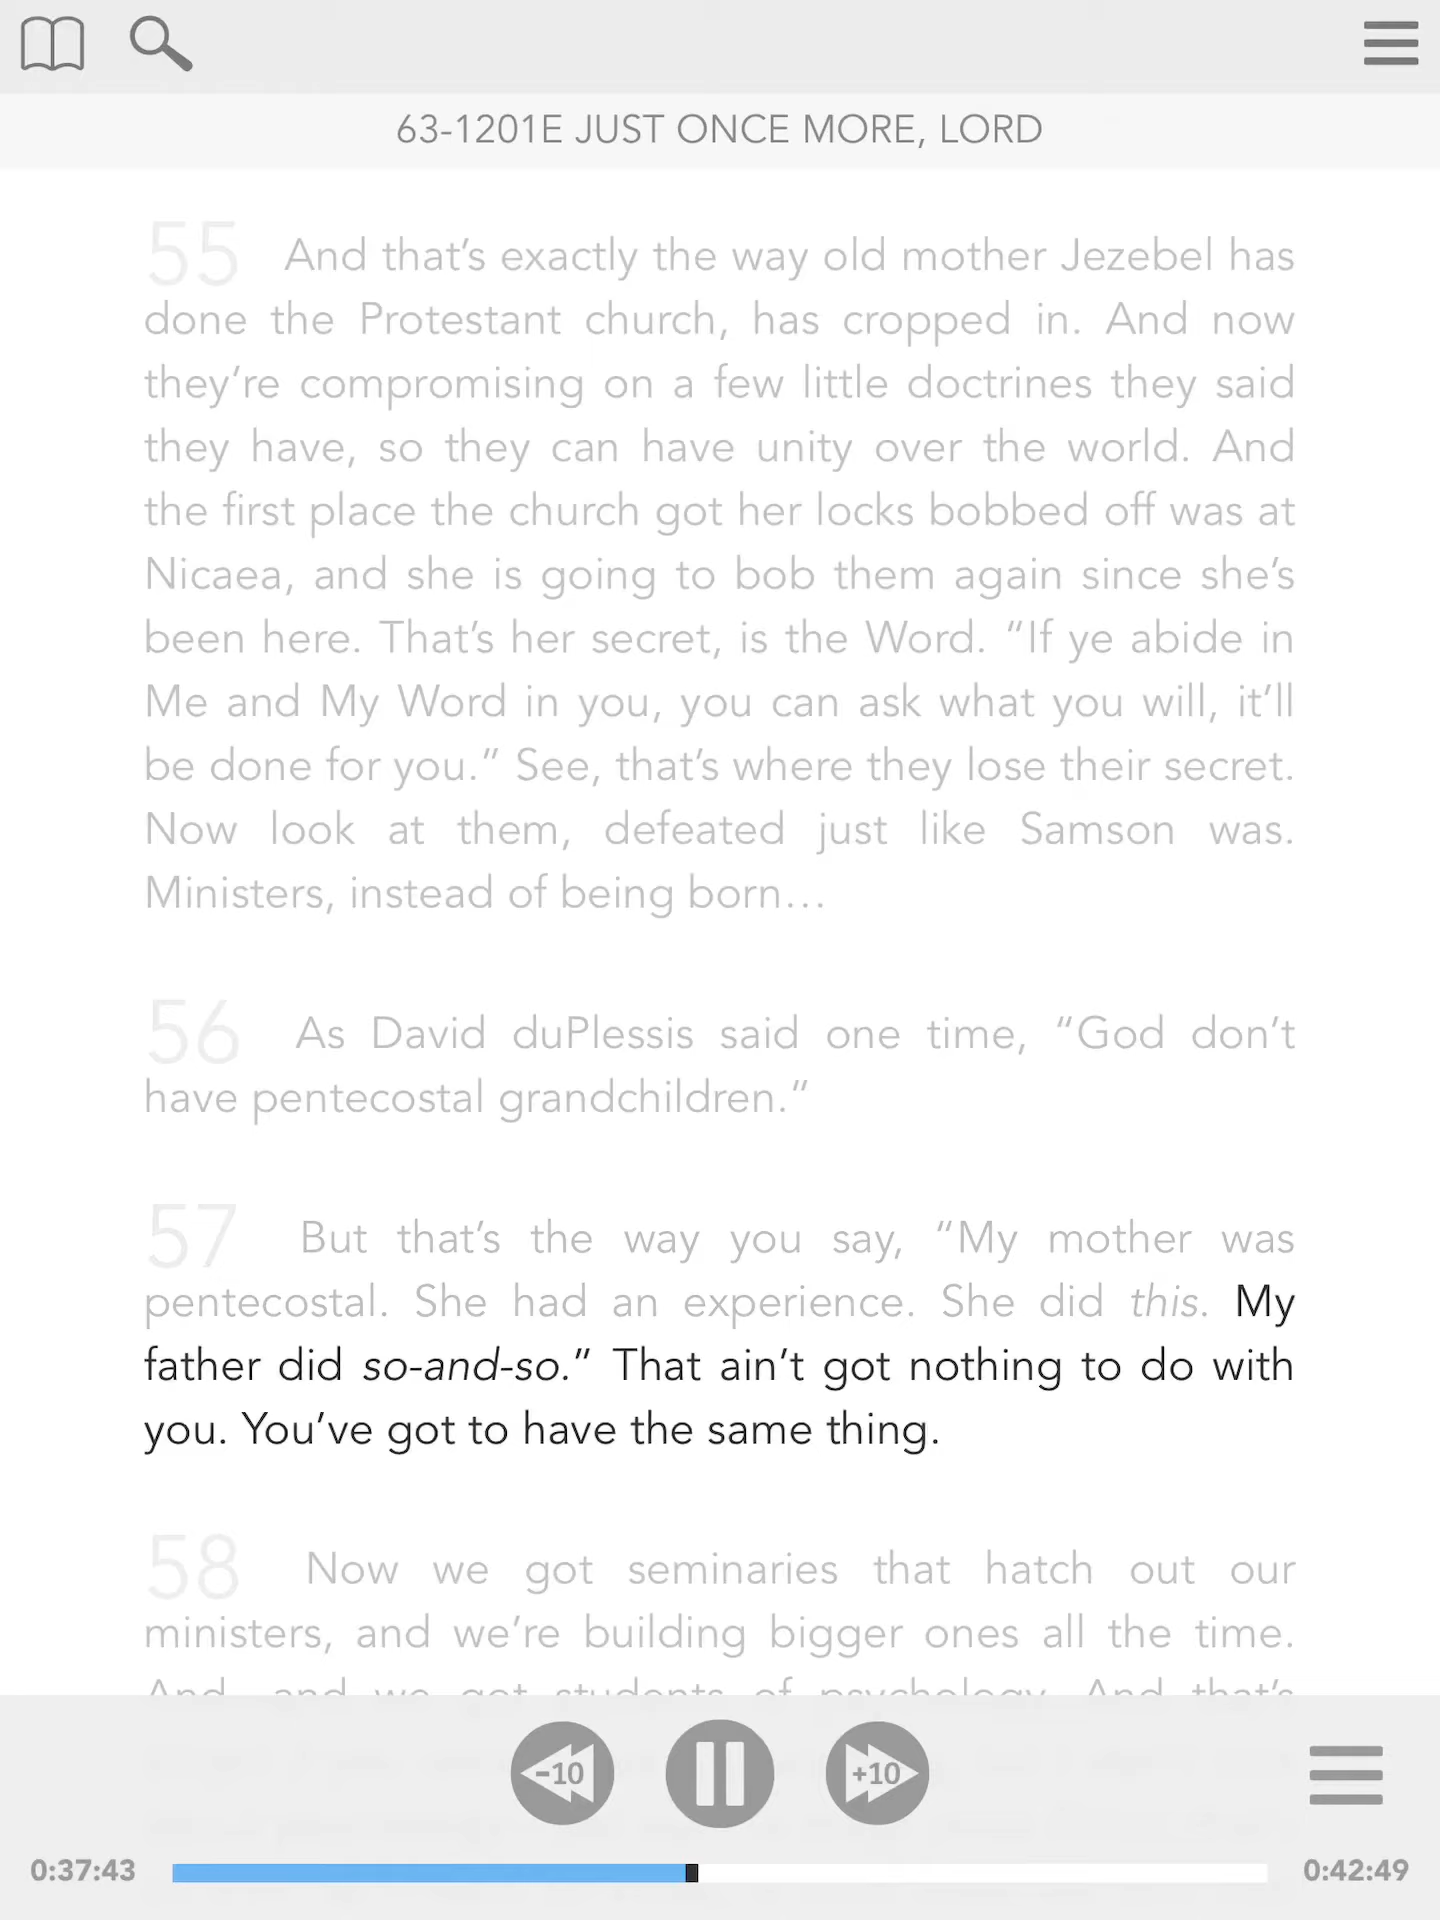 63-1201E JUST ONCE MORE, LORD
55 And that’s exactly the way old mother Jezebel has
done the Protestant church, has cropped in. And now
they’re compromising on a few little doctrines they said
they have, so they can have unity over the world. And
the first place the church got her locks bobbed off was at
Nicaea, and she is going to bob them again since she’s
been here. That’s her secret, is the Word. “If ye abide in
Me and My Word in you, you can ask what you will, it’ll
be done for you.” See, that’s where they lose their secret.
Now look at them, defeated just like Samson was.
Ministers, instead of being born…
56 As David duPlessis said one time, “God don’t
have pentecostal grandchildren.”
57 But that’s the way you say, “My mother was
pentecostal. She had an experience. She did this. My
father did so-and-so.” That ain’t got nothing to do with
you. You’ve got to have the same thing.
58 Now we got seminaries that hatch out our
ministers, and we’re building bigger ones all the time.
And, and we got students of psychology. And that’s
-10 +10
0:37:43 0:42:49